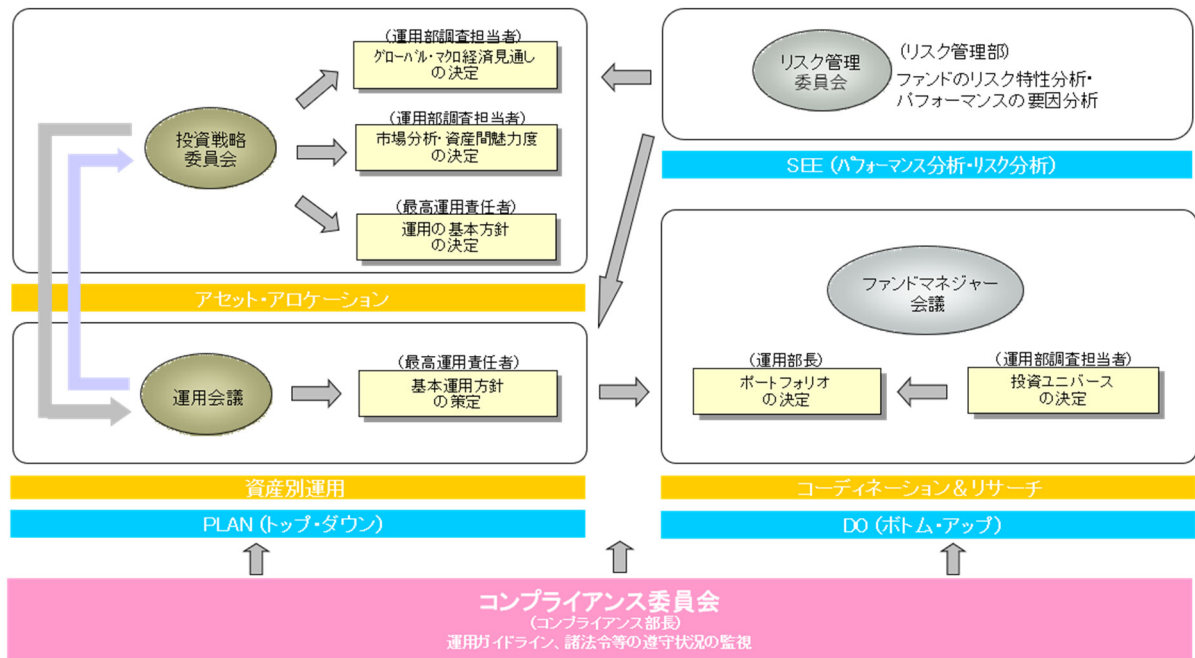 (運用部調査担当者)
グローバル・マクロ経済見通し
の決定
投資戦略
委員会
(運用部調査担当者)
市場分析・資産間魅力度
の決定
(最高運用責任者)
運用の基本方針
の決定
アセット・アロケーション
運用会議
(最高運用責任者)
基本運用方針
の策定
資産別運用
PLAN (トップ・ダウン)
リスク管理
委員会
(リスク管理部)
ファンドのリスク特性分析・
パフォーマンスの要因分析
SEE (パフォーマンス分析・リスク分析)
ファンドマネジャー
会議
(運用部長)
ポートフォリオ
の決定
(運用部調査担当者)
投資ユニバース
の決定
コーディネーション&リサーチ
DO (ボトム・アップ)
コンプライアンス委員会
(コンプライアンス部長)
運用ガイドライン、諸法令等の遵守状況の監視